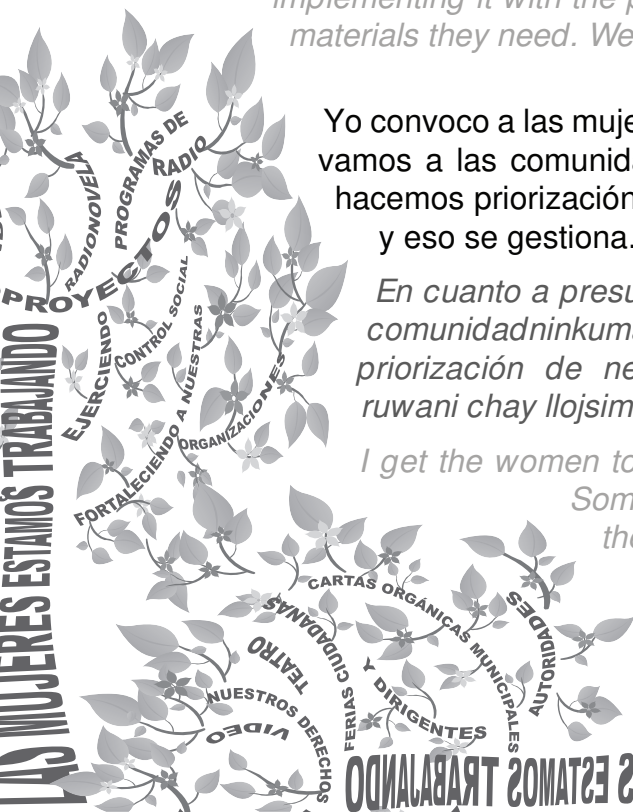 implementing it with the p
materials they need. We
Yo convoco a las muje
vamos a las comunida
hacemos priorización
y eso se gestiona.
En cuanto a presu
comunidadninkuma
priorización de ne
ruwani chay llojsim
I get the women to
Som
the
PROGRAMAS DE
RADIO
RADIONOVELA
PROYECTOS
EJERCIENDO
CONTROL SOCIAL
FORTALECIENDO A NUESTRAS
ORGANIZACIONES
LAS MUJERES ESTAMOS TRABAJANDO
CARTAS ORGÁNICAS MUNICIPALES
AUTORIDADES
Y DIRIGENTES
FERIAS CIUDADANAS
TEATRO
NUESTROS DERECHOS
VIDEO
S ESTAMOS TRABAJANDO